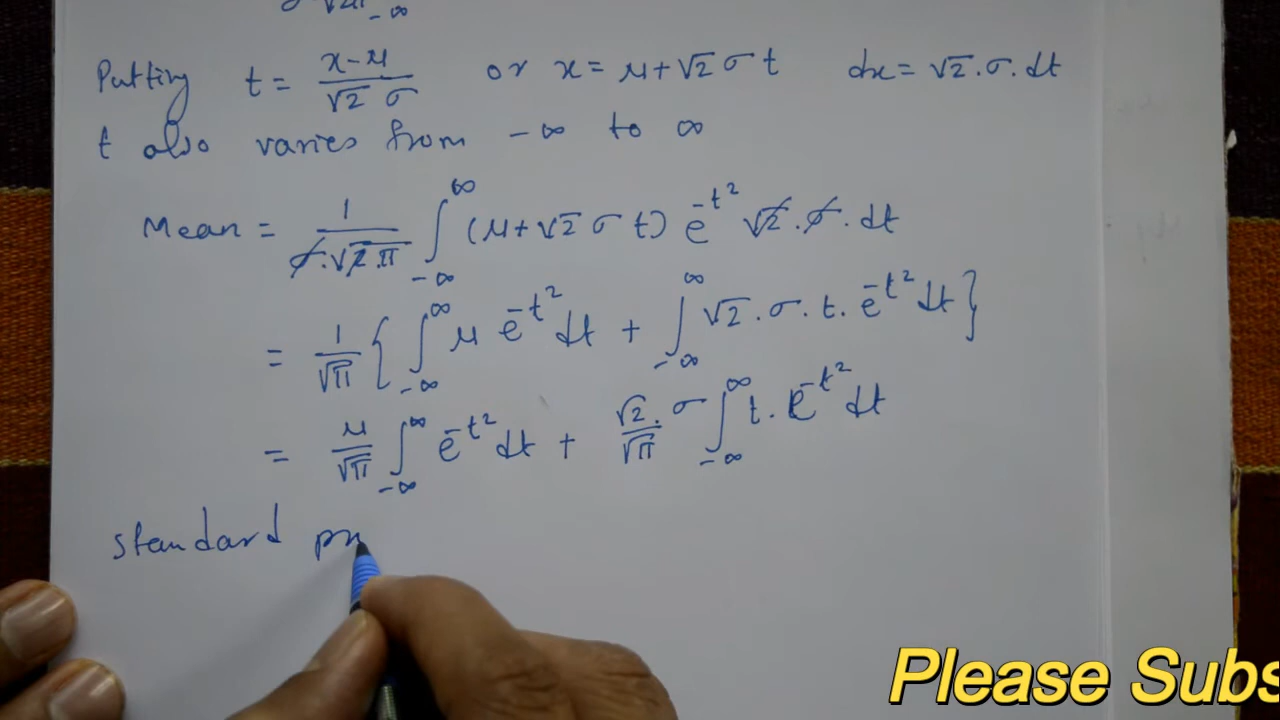 Putting t = x-μ / √2 σ or x = μ + √2 σ t dx = √2 . σ . dt
t also varies from -∞ to ∞
Mean = 1 / σ.√2.π ∫_{-∞}^{∞} (μ + √2 σ t) e^{-t²} √2 . σ . dt
= 1/√π { ∫_{-∞}^{∞} μ e^{-t²} dt + ∫_{-∞}^{∞} √2 . σ . t . e^{-t²} dt }
= μ/√π ∫_{-∞}^{∞} e^{-t²} dt + √2 . σ / √π ∫_{-∞}^{∞} t . e^{-t²} dt
standard
Please Subs